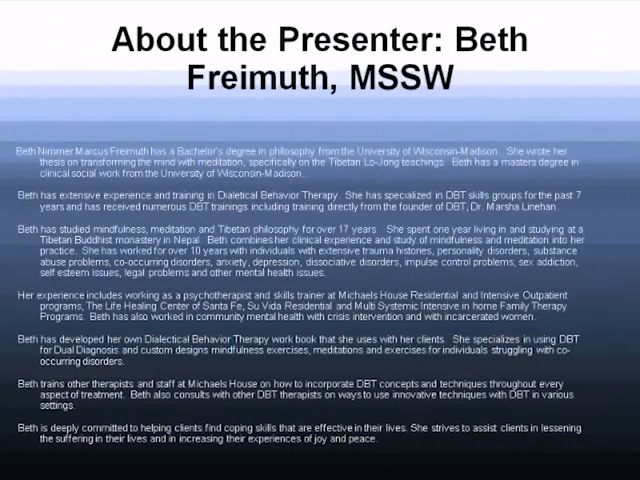 About the Presenter: Beth
Freimuth, MSSW
Beth Nimmer Marcus Freimuth has a Bachelor's degree in philosophy from the University of Wisconsin-Madison. She wrote her
thesis on transforming the mind with meditation, specifically on the Tibetan Lo-Jong teachings. Beth has a masters degree in
clinical social work from the University of Wisconsin-Madison.
Beth has extensive experience and training in Dialetical Behavior Therapy. She has specialized in DBT skills groups for the past 7
years and has received numerous DBT trainings including training directly from the founder of DBT, Dr. Marsha Linehan.
Beth has studied mindfulness, meditation and Tibetan philosophy for over 17 years She spent one year living in and studying at a
Tibetan Buddhist monastery in Nepal. Beth combines her clinical experience and study of mindfulness and meditation into her
practice. She has worked for over 10 years with individuals with extensive trauma histories, personality disorders, substance
abuse problems, co-occurring disorders, anxiety, depression, dissociative disorders, impulse control problems, sex addiction,
self esteem issues, legal problems and other mental health issues.
Her experience includes working as a psychotherapist and skills trainer at Michaels House Residential and Intensive Outpatient
programs, The Life Healing Center of Santa Fe, Su Vida Residential and Multi Systemic Intensive in home Family Therapy
Programs. Beth has also worked in community mental health with crisis intervention and with incarcerated women.
Beth has developed her own Dialectical Behavior Therapy work book that she uses with her clients. She specializes in using DBT
for Dual Diagnosis and custom designs mindfulness exercises, meditations and exercises for individuals struggling with co-
occurring disorders.
Beth trains other therapists and staff at Michaels House on how to incorporate DBT concepts and techniques throughout every
aspect of treatment. Beth also consults with other DBT therapists on ways to use innovative techniques with DBT in various
settings.
Beth is deeply committed to helping clients find coping skills that are effective in their lives. She strives to assist clients in lessening
the suffering in their lives and in increasing their experiences of joy and peace.